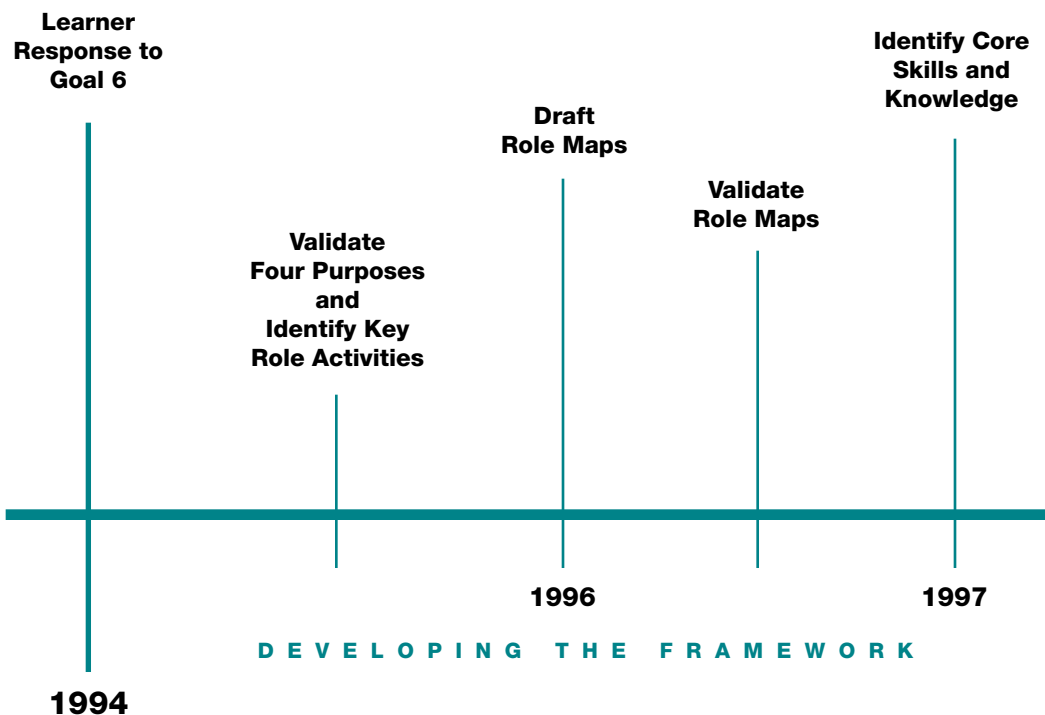 Learner
Response to
Goal 6
Validate
Four Purposes
and
Identify Key
Role Activities
Draft
Role Maps
Validate
Role Maps
Identify Core
Skills and
Knowledge
1994
1996
1997
DEVELOPING THE FRAMEWORK